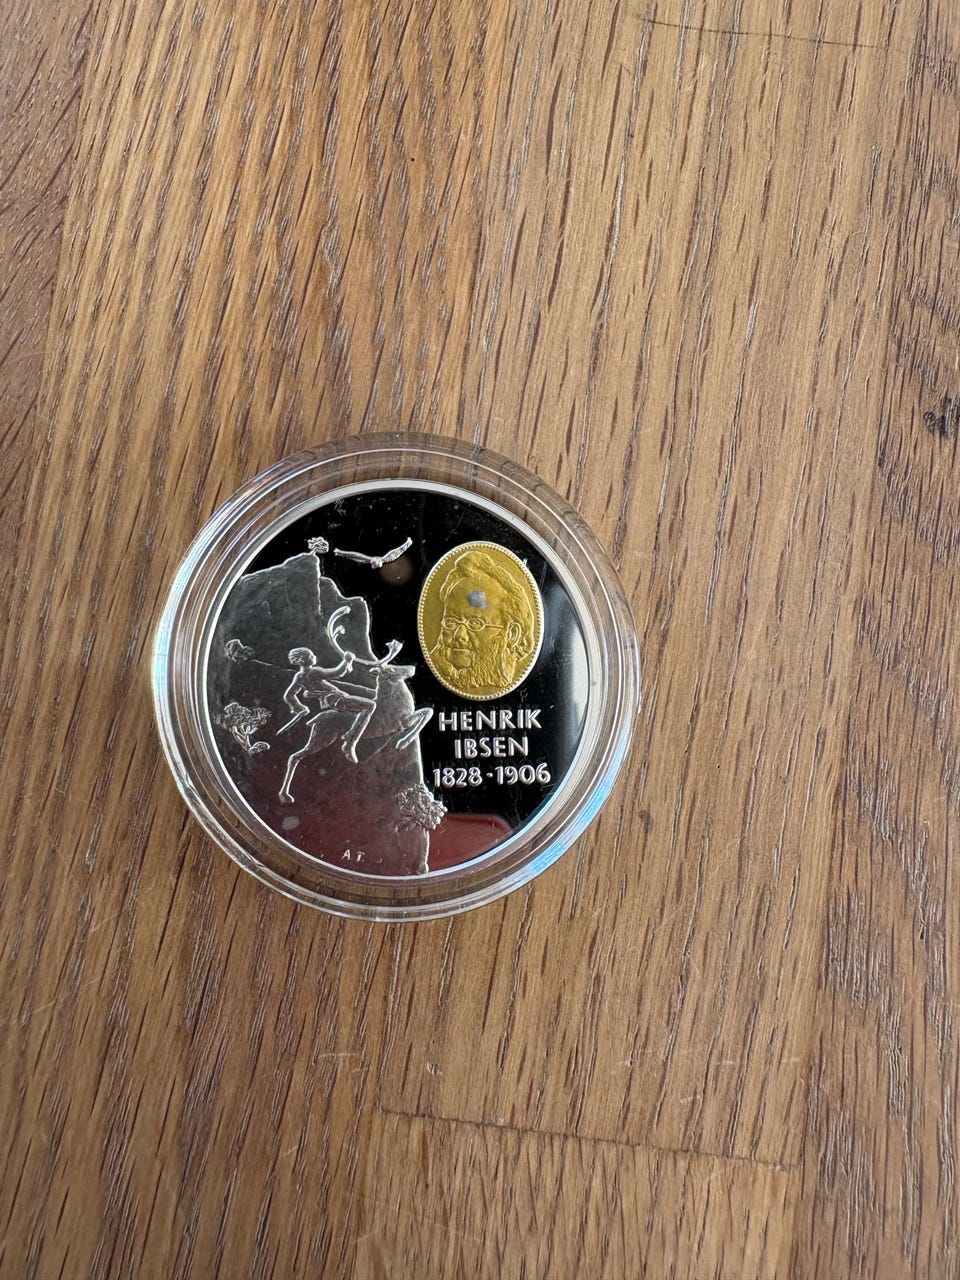 HENRIK
IBSEN
1828·1906
A T